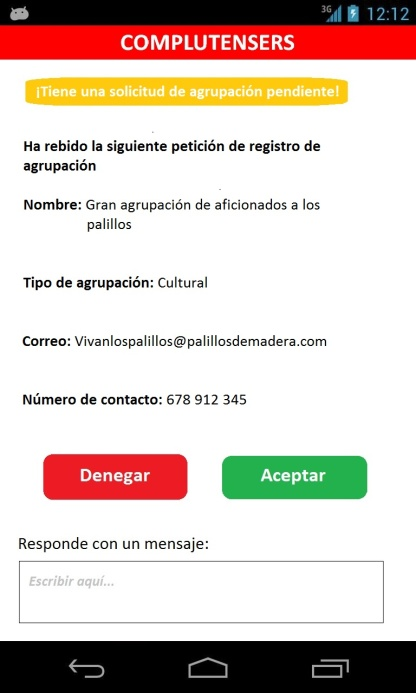 3G 12:12
COMPLUTENSERS
¡Tiene una solicitud de agrupación pendiente!
Ha rebido la siguiente petición de registro de
agrupación
Nombre: Gran agrupación de aficionados a los
palillos
Tipo de agrupación: Cultural
Correo: Vivanlospalillos@palillosdemadera.com
Número de contacto: 678 912 345
Denegar Aceptar
Responde con un mensaje:
Escribir aquí...